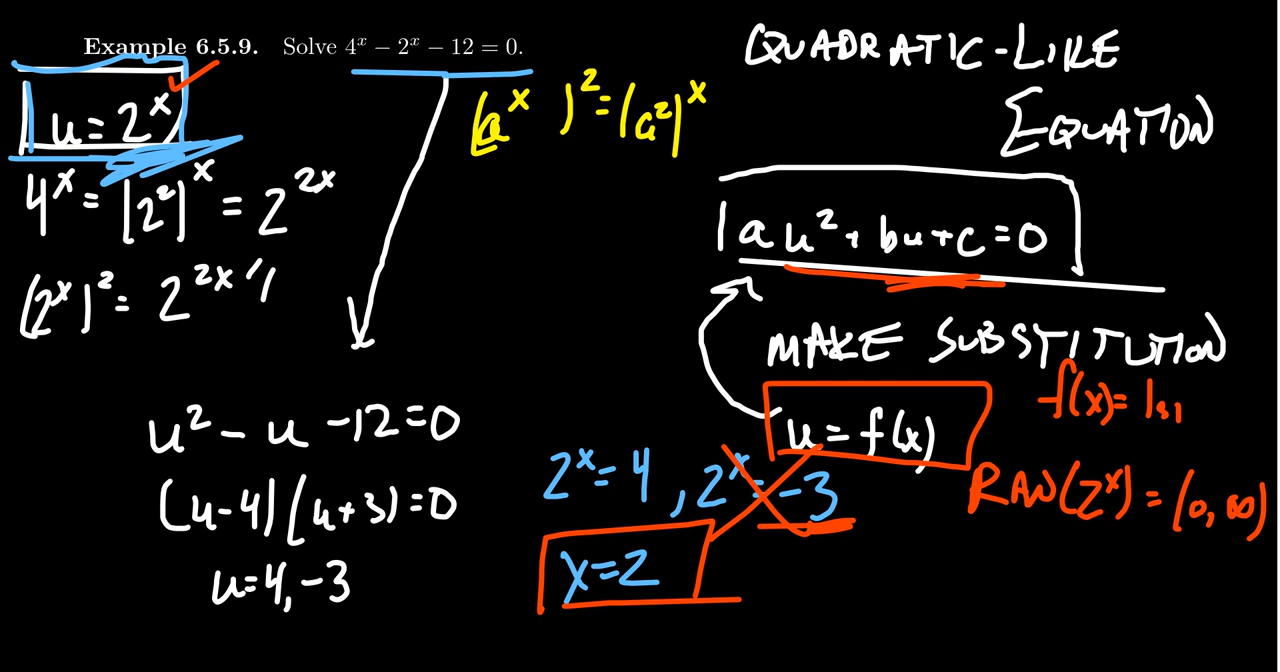 Example 6.5.9. Solve 4^x − 2^x − 12 = 0.
u = 2^x
4^x = (2^2)^x = 2^{2x}
(2^x)^2 = 2^{2x}
(a^x)^2 = (a^2)^x
u^2 - u - 12 = 0
(u-4)(u+3) = 0
u = 4, -3
2^x = 4, 2^x = -3
x = 2
QUADRATIC-LIKE
EQUATION
au^2 + bu + c = 0
MAKE SUBSTITUTION
u = f(x)
f(x) =
RAN(2^x) = (0, ∞)